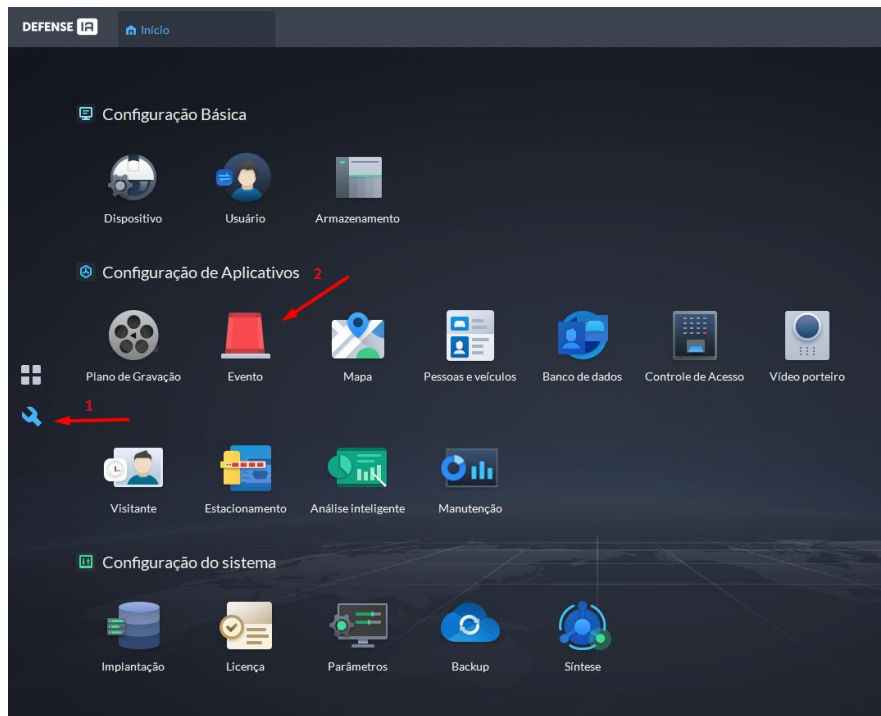 DEFENSE IA
Início
Configuração Básica
Dispositivo
Usuário
Armazenamento
Configuração de Aplicativos
2
Plano de Gravação
Evento
Mapa
Pessoas e veículos
Banco de dados
Controle de Acesso
Vídeo porteiro
1
Visitante
Estacionamento
Análise inteligente
Manutenção
Configuração do sistema
Implantação
Licença
Parâmetros
Backup
Síntese